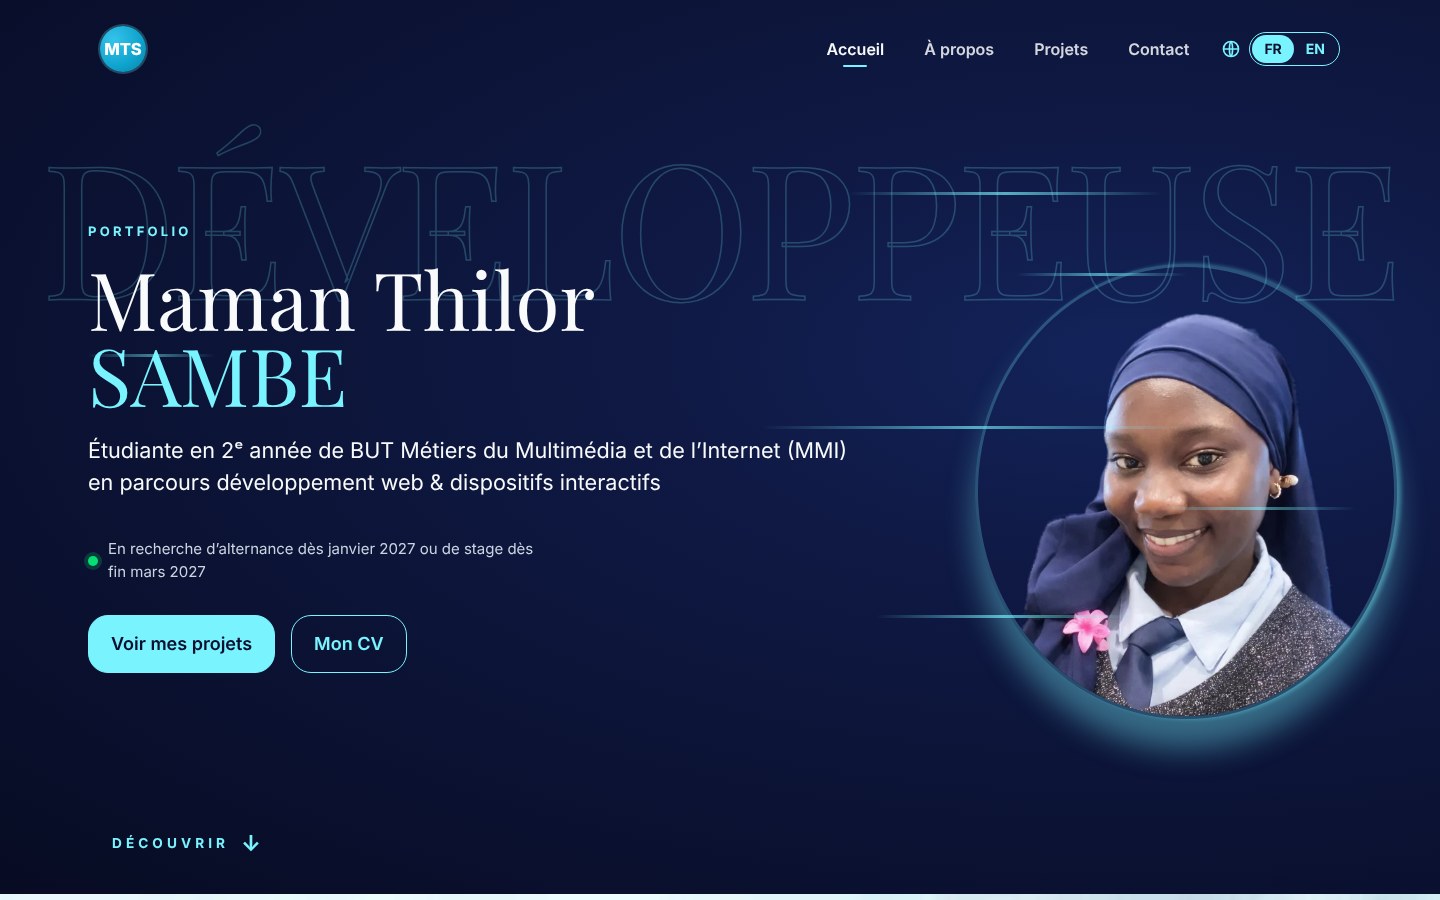 MTS
Accueil À propos Projets Contact FR EN
DÉVELOPPEUSE
PORTFOLIO
Maman Thilor
SAMBE
Étudiante en 2ᵉ année de BUT Métiers du Multimédia et de l’Internet (MMI)
en parcours développement web & dispositifs interactifs
En recherche d’alternance dès janvier 2027 ou de stage dès
fin mars 2027
Voir mes projets Mon CV
DÉCOUVRIR